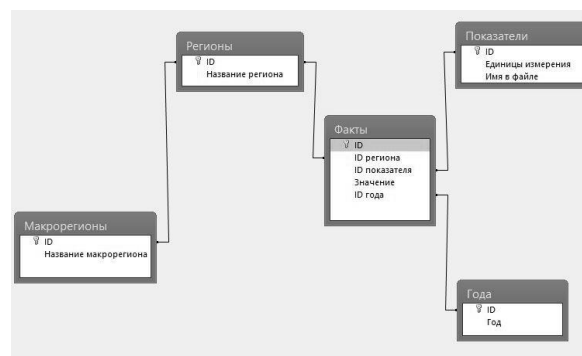 Регионы
ID
Название региона
Показатели
ID
Единицы измерения
Имя в файле
Факты
ID
ID региона
ID показателя
Значение
ID года
Макрорегионы
ID
Название макрорегиона
Года
ID
Год